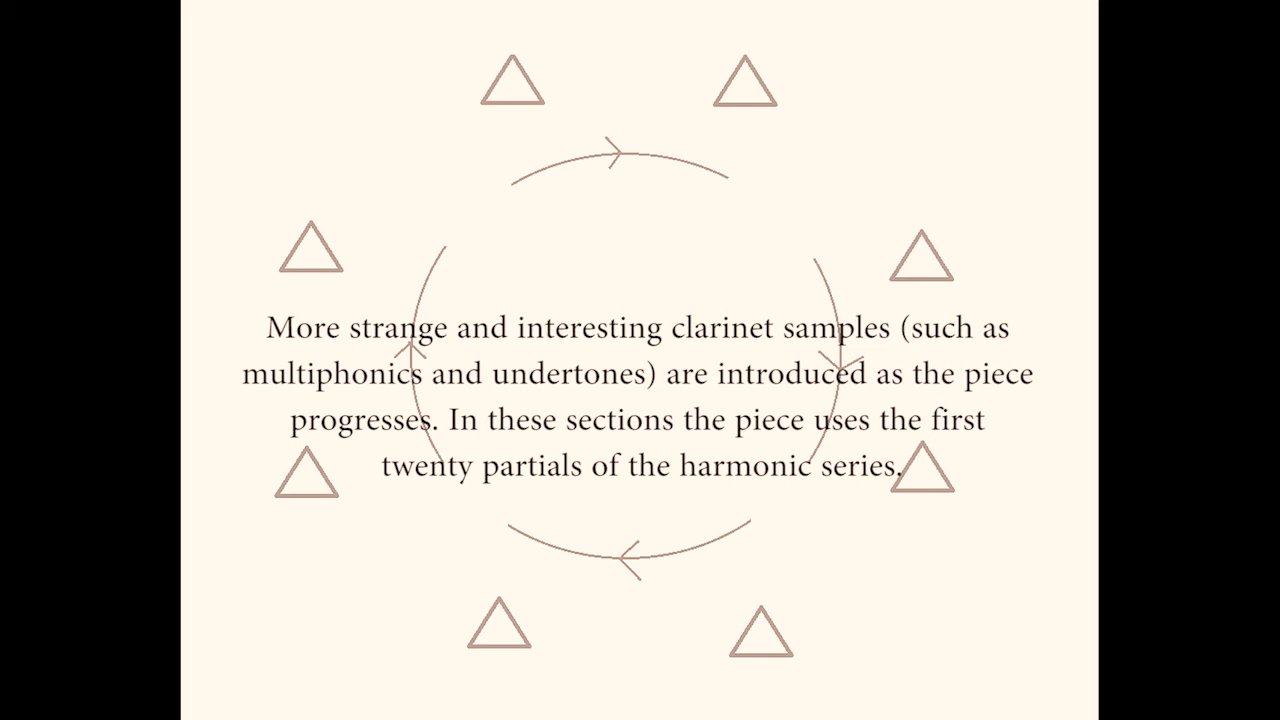 More strange and interesting clarinet samples (such as
multiphonics and undertones) are introduced as the piece
progresses. In these sections the piece uses the first
twenty partials of the harmonic series.